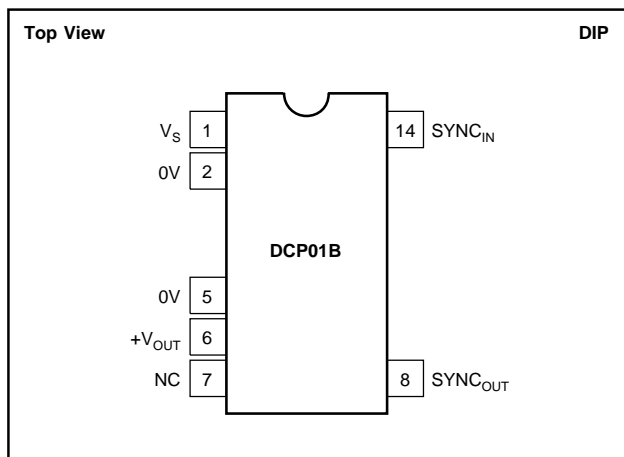 Top View DIP
V_S 1 14 SYNC_IN
0V 2
DCP01B
0V 5
+V_OUT 6
NC 7 8 SYNC_OUT